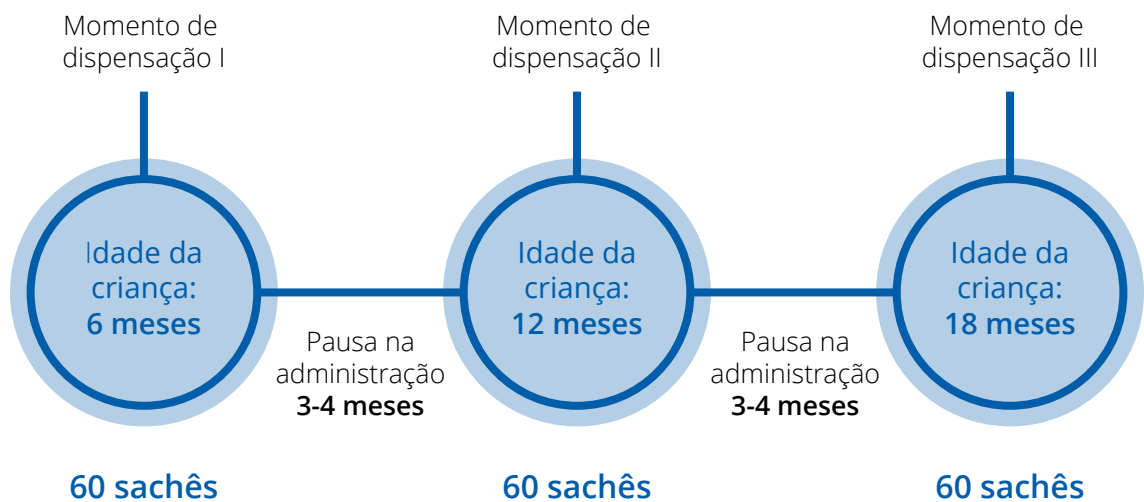 Momento de
dispensação I
Momento de
dispensação II
Momento de
dispensação III
Idade da
criança:
6 meses
Idade da
criança:
12 meses
Idade da
criança:
18 meses
Pausa na
administração
3-4 meses
Pausa na
administração
3-4 meses
60 sachês
60 sachês
60 sachês